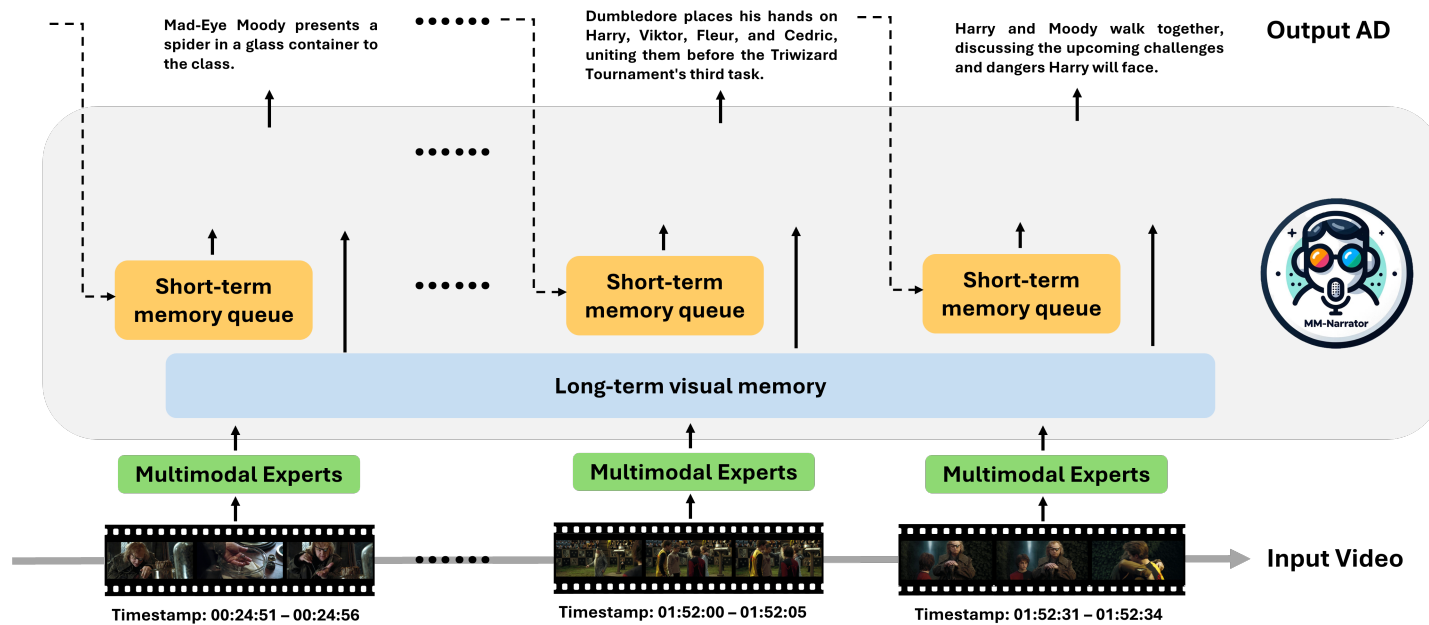 Mad-Eye Moody presents a
spider in a glass container to
the class.
Dumbledore places his hands on
Harry, Viktor, Fleur, and Cedric,
uniting them before the Triwizard
Tournament's third task.
Harry and Moody walk together,
discussing the upcoming challenges
and dangers Harry will face.
Output AD
Short-term
memory queue
Short-term
memory queue
Short-term
memory queue
MM-Narrator
Long-term visual memory
Multimodal Experts
Multimodal Experts
Multimodal Experts
Input Video
Timestamp: 00:24:51 – 00:24:56
Timestamp: 01:52:00 – 01:52:05
Timestamp: 01:52:31 – 01:52:34